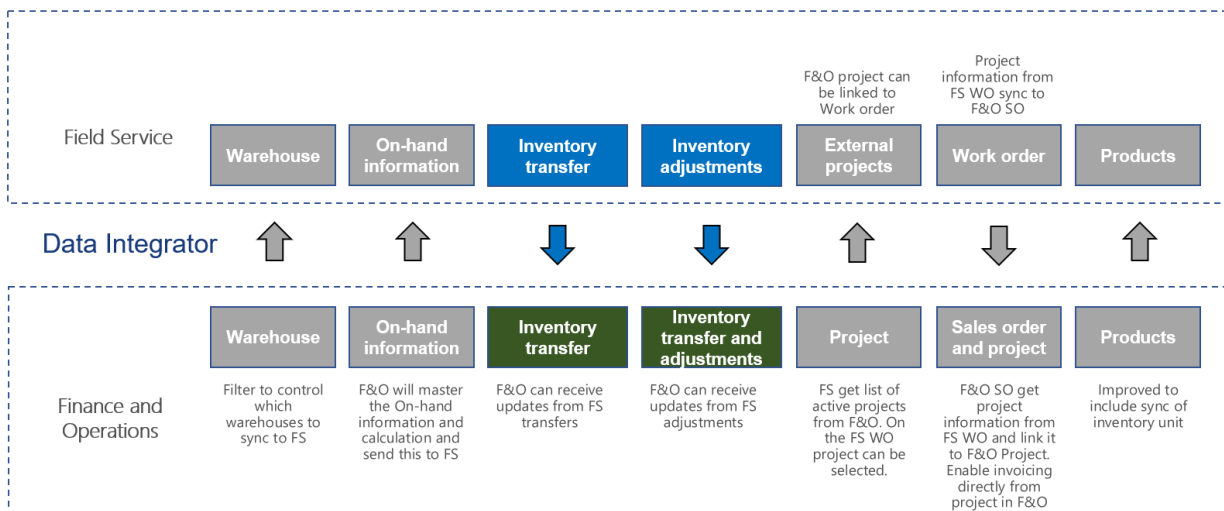 F&O project can
be linked to
Work order
Project
information from
FS WO sync to
F&O SO
Field Service
Warehouse
On-hand
information
Inventory
transfer
Inventory
adjustments
External
projects
Work order
Products
Data Integrator
Finance and
Operations
Warehouse
Filter to control
which
warehouses to
sync to FS
On-hand
information
F&O will master
the On-hand
information and
calculation and
send this to FS
Inventory
transfer
F&O can receive
updates from FS
transfers
Inventory
transfer and
adjustments
F&O can receive
updates from FS
adjustments
Project
FS get list of
active projects
from F&O. On
the FS WO
project can be
selected.
Sales order
and project
F&O SO get
project
information from
FS WO and link
it to F&O Project.
Enable invoicing
directly from
project in F&O
Products
Improved to
include sync of
inventory unit